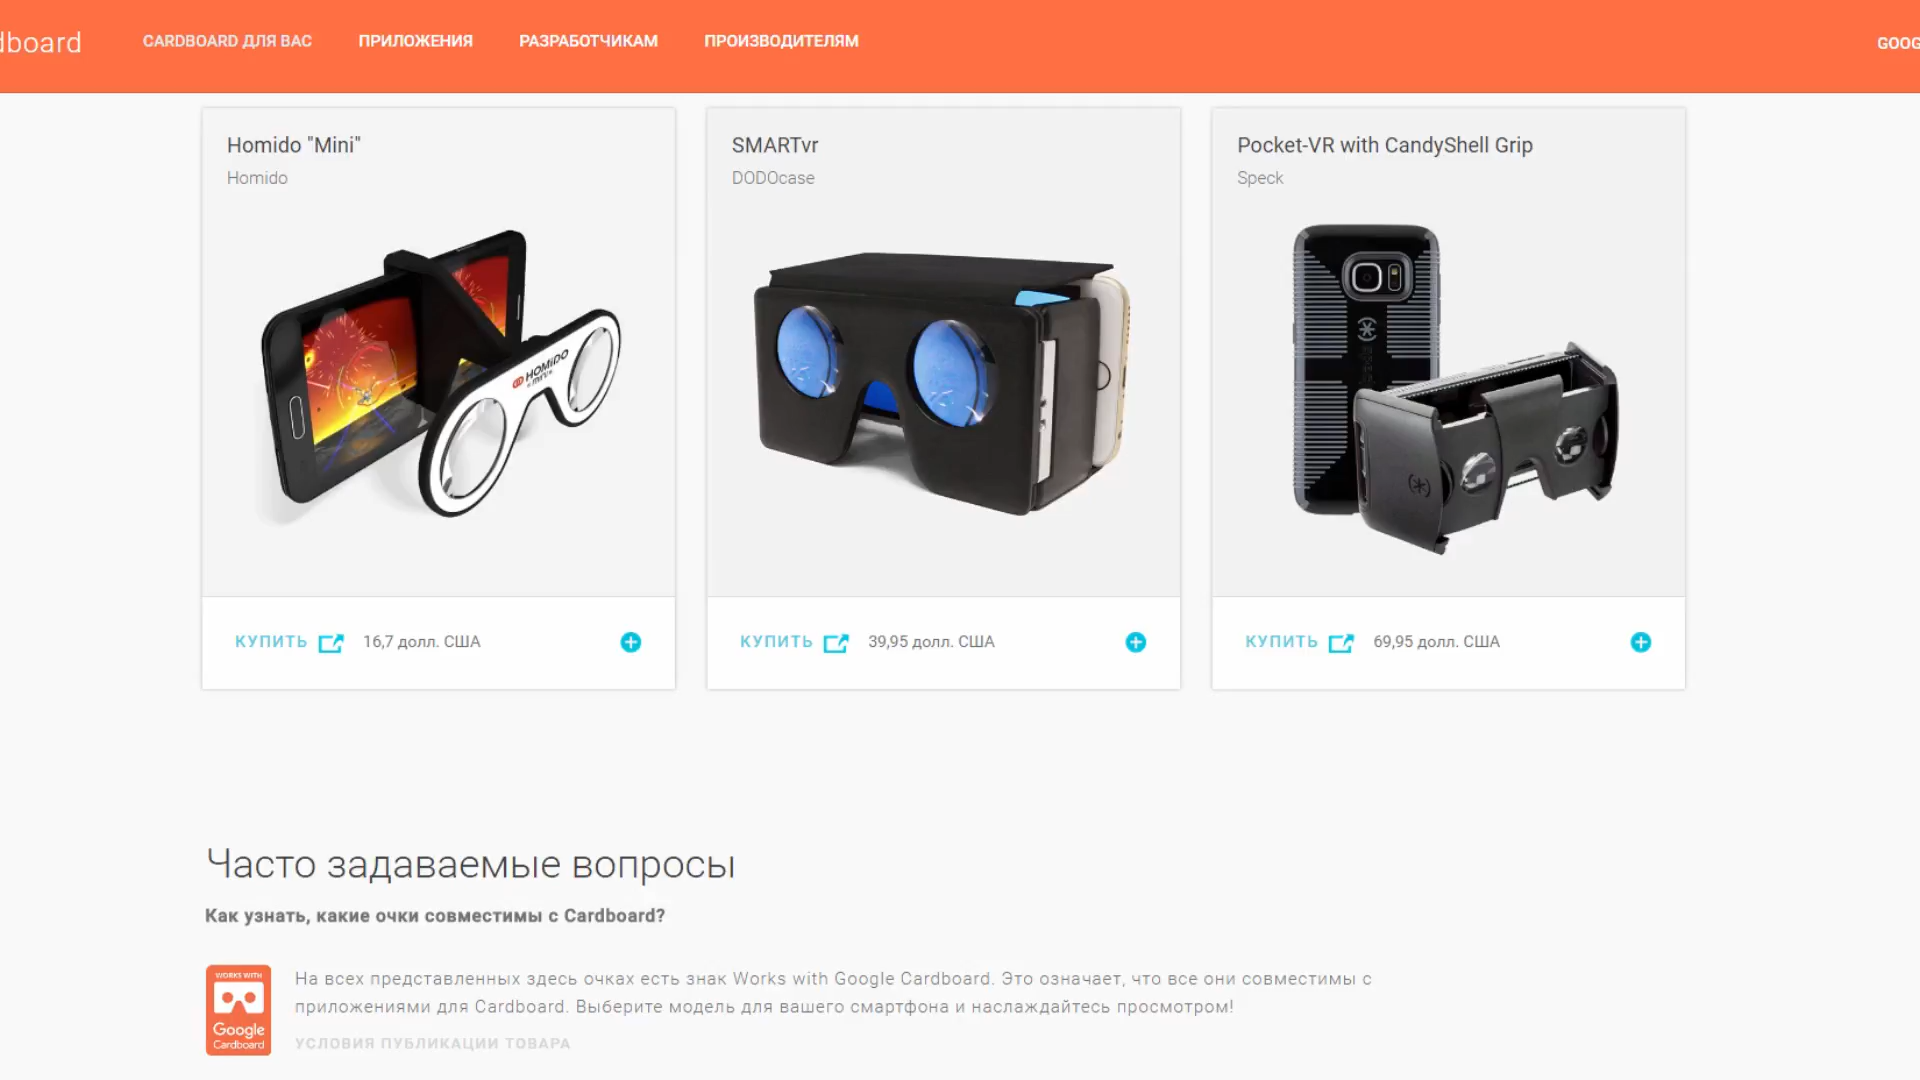 CARDBOARD ДЛЯ ВАС
ПРИЛОЖЕНИЯ
РАЗРАБОТЧИКАМ
ПРОИЗВОДИТЕЛЯМ
Homido "Mini"
Homido
HOMIDO
"mini"
КУПИТЬ 16,7 долл. США
SMARTvr
DODOcase
КУПИТЬ 39,95 долл. США
Pocket-VR with CandyShell Grip
Speck
КУПИТЬ 69,95 долл. США
Часто задаваемые вопросы
Как узнать, какие очки совместимы с Cardboard?
WORKS WITH
Google
Cardboard
На всех представленных здесь очках есть знак Works with Google Cardboard. Это означает, что все они совместимы с
приложениями для Cardboard. Выберите модель для вашего смартфона и наслаждайтесь просмотром!
УСЛОВИЯ ПУБЛИКАЦИИ ТОВАРА